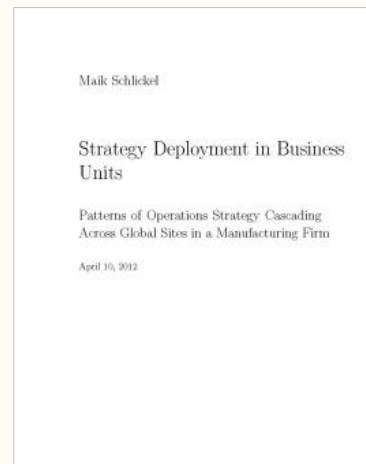 Maik Schlickel
Strategy Deployment in Business
Units
Patterns of Operations Strategy Cascading
Across Global Sites in a Manufacturing Firm
April 10, 2012